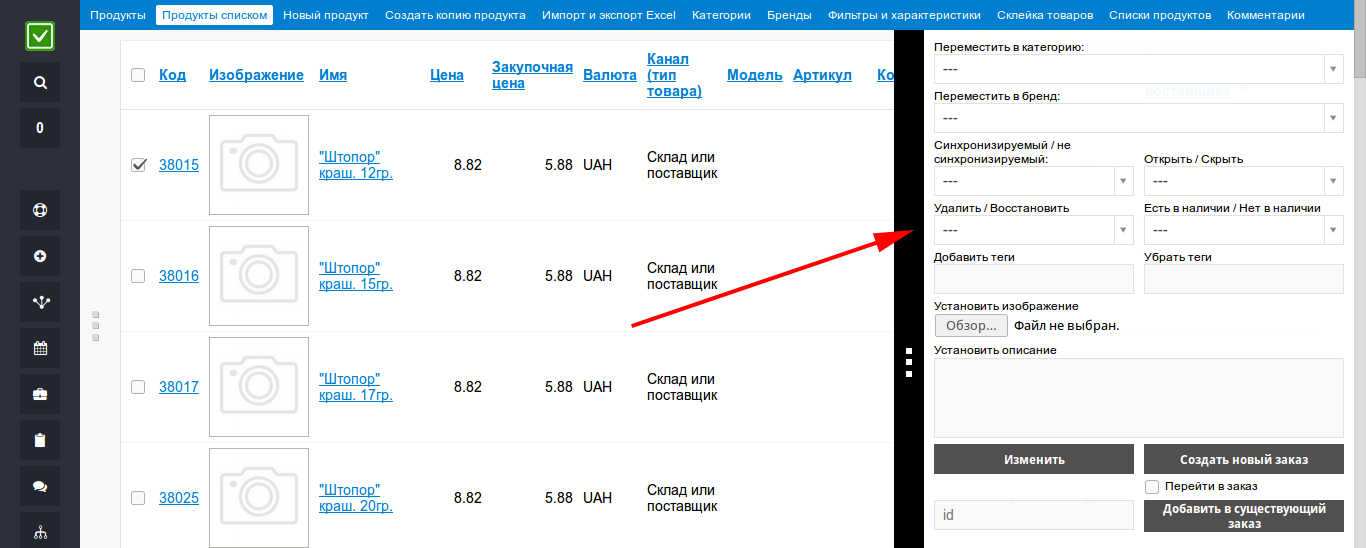 Продукты Продукты списком Новый продукт Создать копию продукта Импорт и экспорт Excel Категории Бренды Фильтры и характеристики Склейка товаров Списки продуктов Комментарии
0
Код Изображение Имя Цена Закупочная цена Валюта Канал (тип товара) Модель Артикул Ко
38015 "Штопор" краш. 12гр. 8.82 5.88 UAH Склад или поставщик
38016 "Штопор" краш. 15гр. 8.82 5.88 UAH Склад или поставщик
38017 "Штопор" краш. 17гр. 8.82 5.88 UAH Склад или поставщик
38025 "Штопор" краш. 20гр. 8.82 5.88 UAH Склад или поставщик
Переместить в категорию:
---
поставщика
Переместить в бренд:
---
Синхронизируемый / не
синхронизируемый:
Открыть / Скрыть
---
---
Удалить / Восстановить
Есть в наличии / Нет в наличии
---
---
Добавить теги
Убрать теги
Установить изображение
Обзор... Файл не выбран.
Установить описание
Изменить
Создать новый заказ
Перейти в заказ
id
Добавить в существующий
заказ